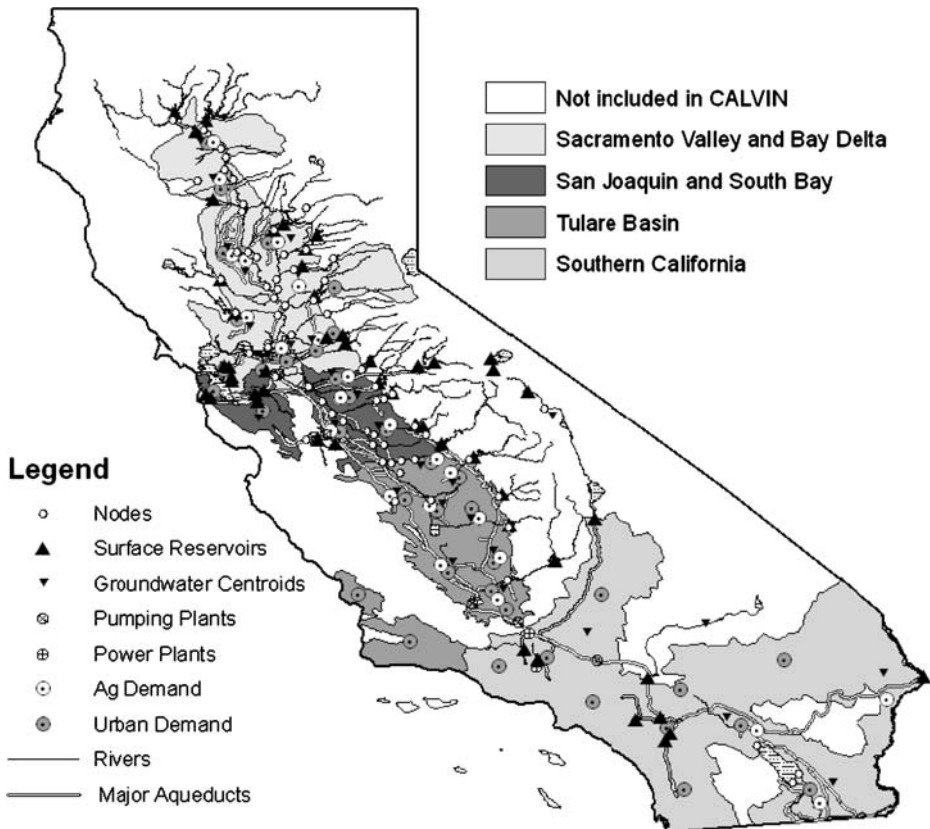 Not included in CALVIN
Sacramento Valley and Bay Delta
San Joaquin and South Bay
Tulare Basin
Southern California
Legend
Nodes
Surface Reservoirs
Groundwater Centroids
Pumping Plants
Power Plants
Ag Demand
Urban Demand
Rivers
Major Aqueducts